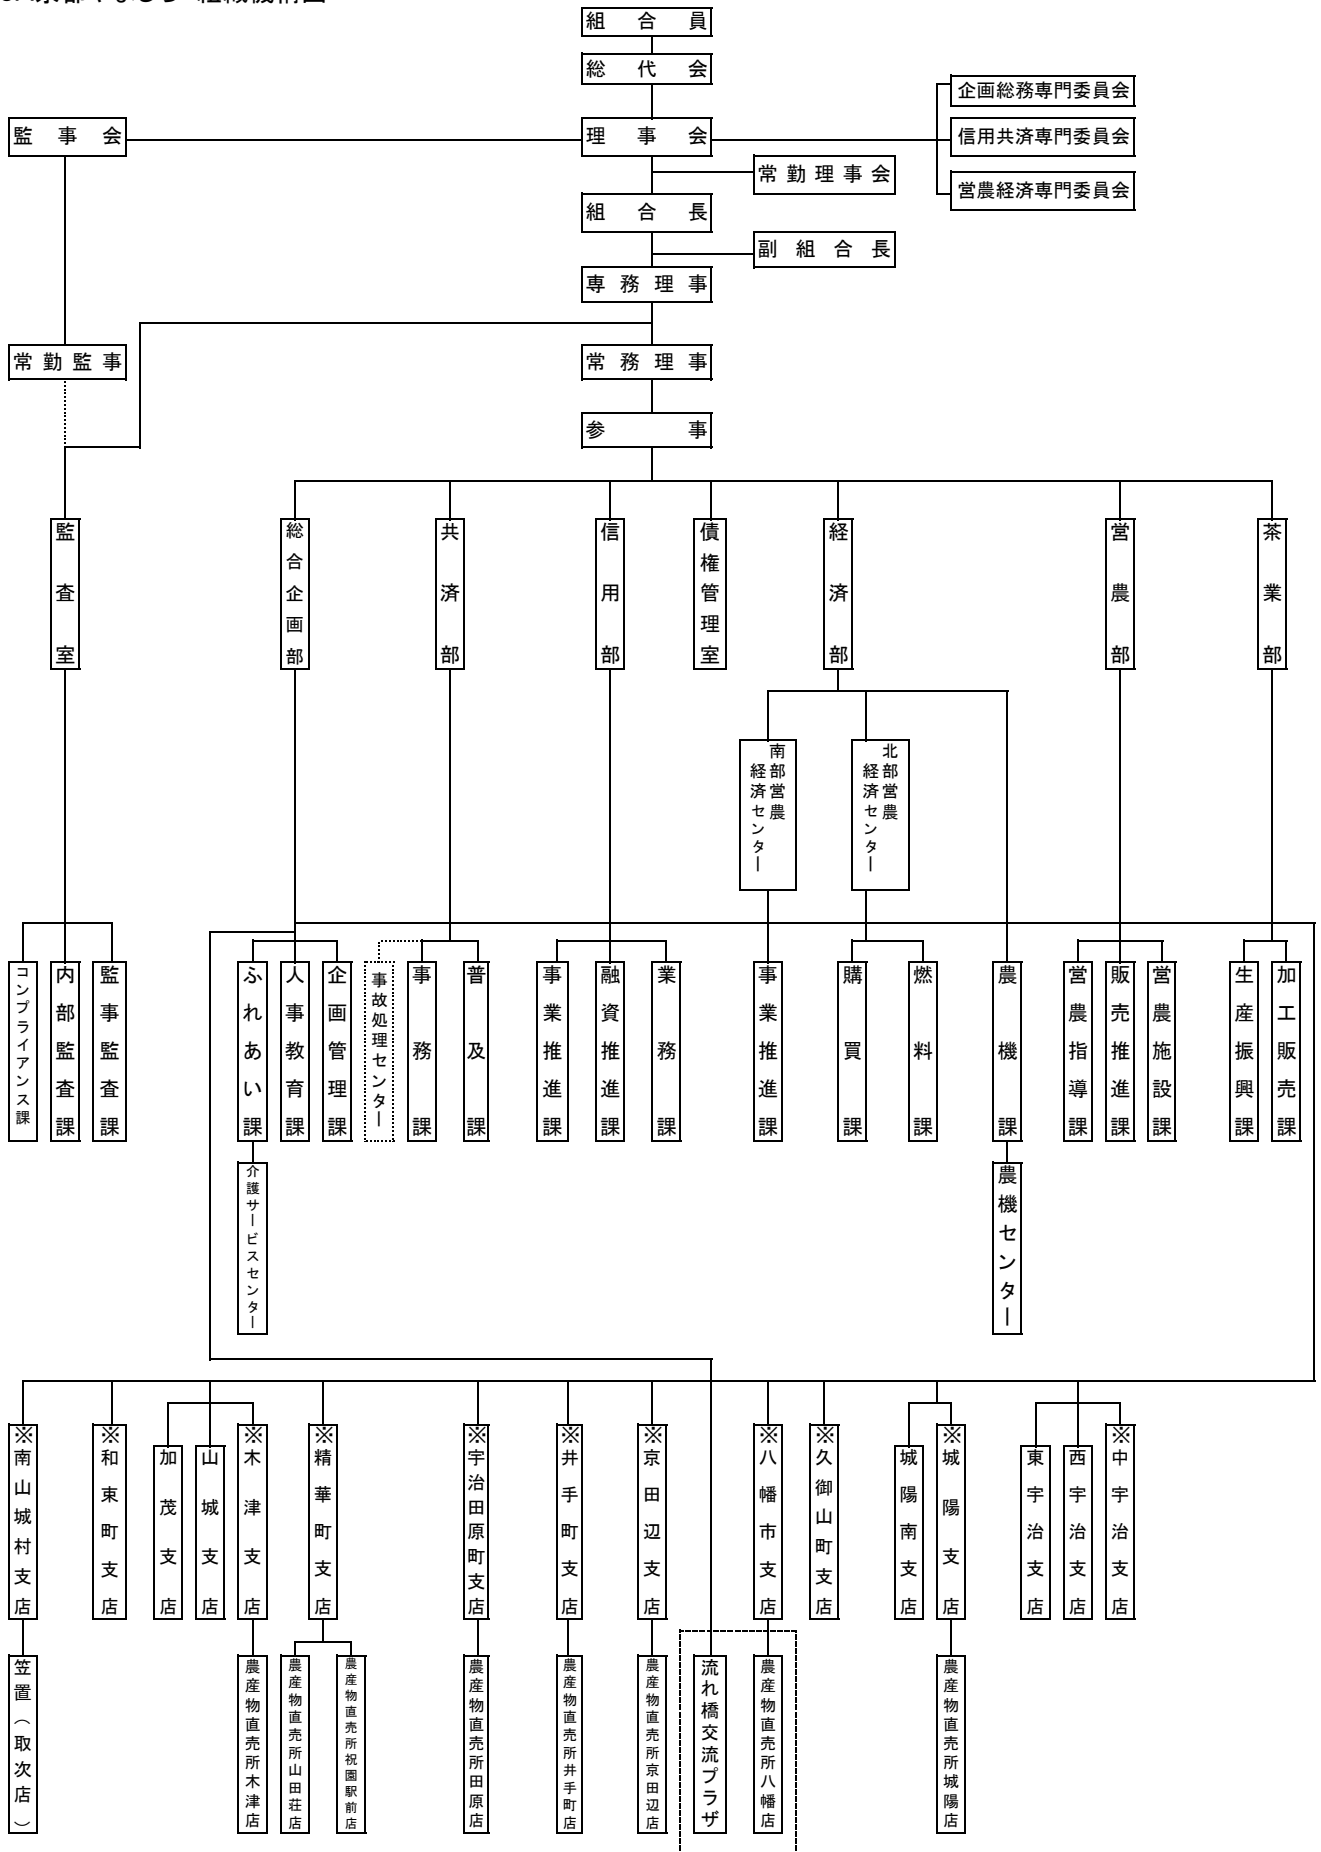 組合員
総代会
企画総務専門委員会
監事会
理事会
信用共済専門委員会
常勤理事会
営農経済専門委員会
組合長
副組合長
専務理事
常勤監事
常務理事
参事
監査室
総合企画部
共済部
信用部
債権管理室
経済部
営農部
茶業部
南部営農
経済センター
北部営農
経済センター
コンプライアンス課
内部監査課
監事監査課
ふれあい課
人事教育課
企画管理課
事故処理センター
事務課
普及課
事業推進課
融資推進課
業務課
事業推進課
購買課
燃料課
農機課
営農指導課
販売推進課
営農施設課
生産振興課
加工販売課
介護サービスセンター
農機センター
※南山城村支店
※和束町支店
加茂支店
山城支店
※木津支店
※精華町支店
※宇治田原町支店
※井手町支店
※京田辺支店
※八幡市支店
※久御山町支店
城陽南支店
※城陽支店
東宇治支店
西宇治支店
※中宇治支店
笠置（取次店）
農産物直売所木津店
農産物直売所山田荘店
農産物直売所祝園駅前店
農産物直売所田原店
農産物直売所井手町店
農産物直売所京田辺店
流れ橋交流プラザ
農産物直売所八幡店
農産物直売所城陽店